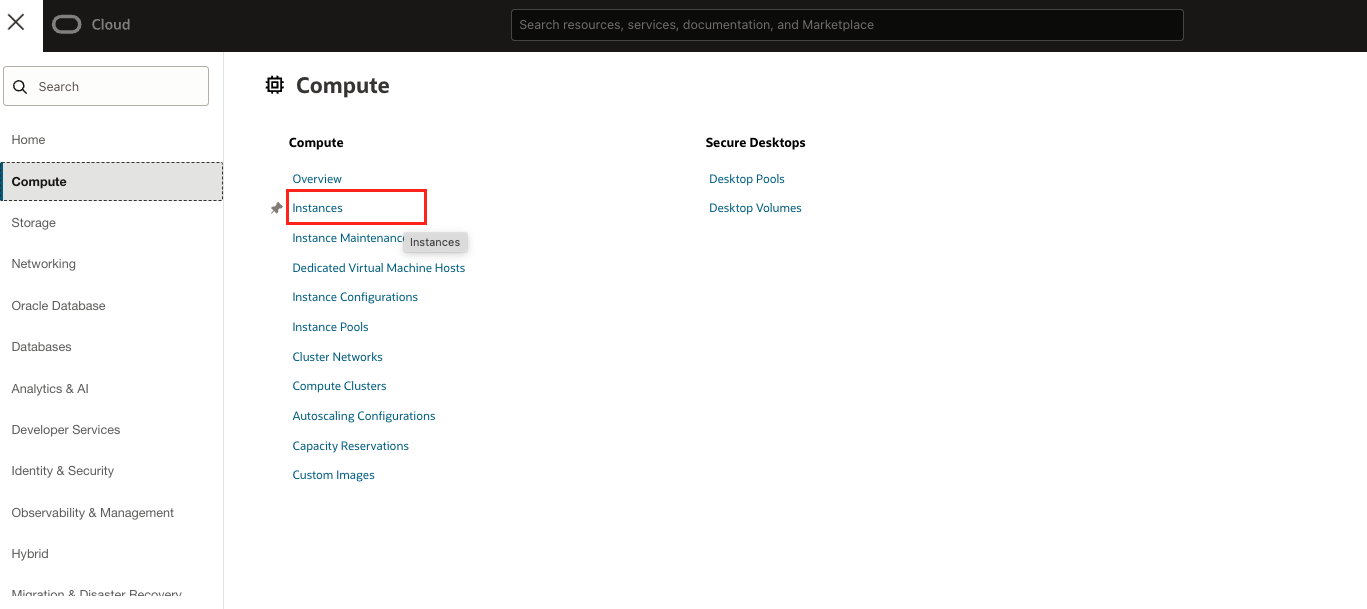 Cloud
Search resources, services, documentation, and Marketplace
Search
Home
Compute
Storage
Networking
Oracle Database
Databases
Analytics & AI
Developer Services
Identity & Security
Observability & Management
Hybrid
Migration & Disaster Recovery
Compute
Compute
Overview
Instances
Instance Maintenance
Instances
Dedicated Virtual Machine Hosts
Instance Configurations
Instance Pools
Cluster Networks
Compute Clusters
Autoscaling Configurations
Capacity Reservations
Custom Images
Secure Desktops
Desktop Pools
Desktop Volumes